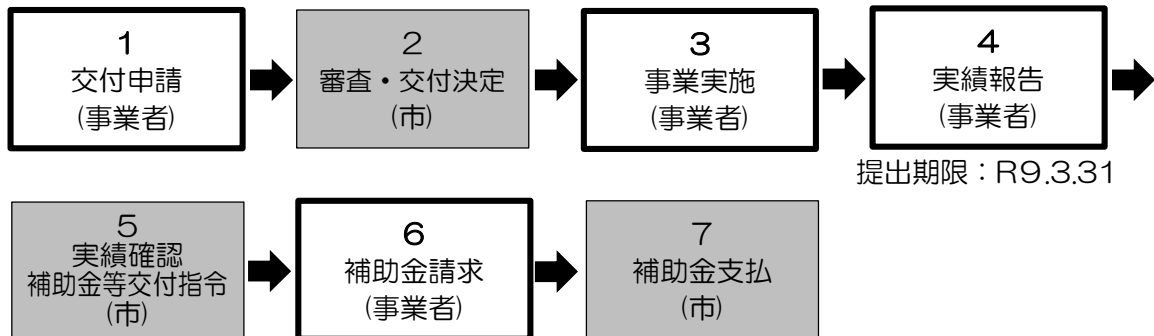 1
交付申請
(事業者)
2
審査・交付決定
(市)
3
事業実施
(事業者)
4
実績報告
(事業者)
提出期限：R9.3.31
5
実績確認
補助金等交付指令
(市)
6
補助金請求
(事業者)
7
補助金支払
(市)